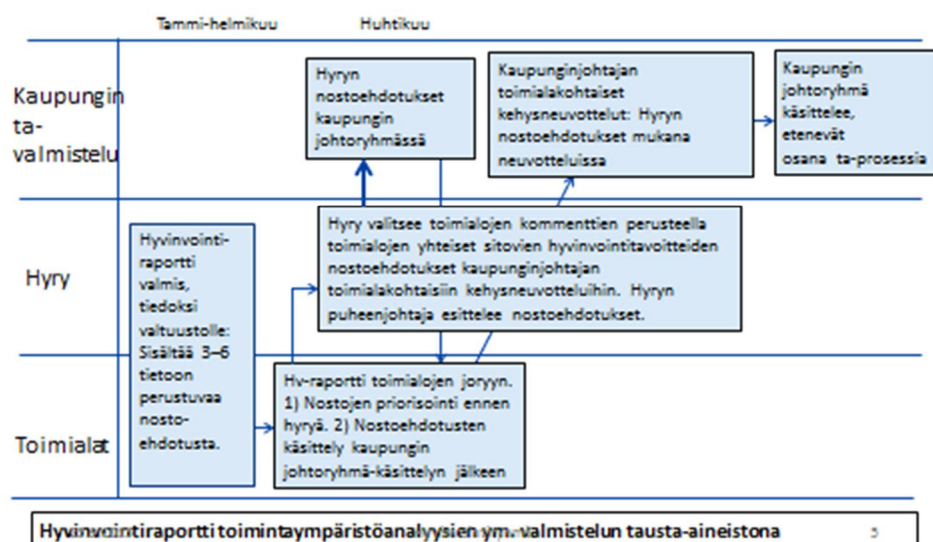 Tammi-helmikuu
Huhtikuu
Kaupungin
ta-
valmistelu
Hyryn
nostoehdotukset
kaupungin
johtoryhmässä
Kaupunginjohtajan
toimialakohtaiset
kehysneuvottelut: Hyryn
nostoehdotukset mukana
neuvotteluissa
Kaupungin
johtoryhmä
käsittelee,
etenevät
osana ta-prosessia
Hyry
Hyvinvointi-
raportti
valmis,
tiedoksi
valtuustolle:
Sisältää 3–6
tietoon
perustuvaa
nosto-
ehdotusta.
Hyry valitsee toimialojen kommenttien perusteella
toimialojen yhteiset sitovien hyvinvointitavoitteiden
nostoehdotukset kaupunginjohtajan
toimialakohtaisiin kehysneuvotteluihin. Hyryn
puheenjohtaja esittelee nostoehdotukset.
Toimialat
Hv-raportti toimialojen joryyn.
1) Nostojen priorisointi ennen
hyryä. 2) Nostoehdotusten
käsittely kaupungin
johtoryhmä-käsittelyn jälkeen
Hyvinvointiraportti toimintaympäristöanalyysien ym. valmistelun tausta-aineistona
5